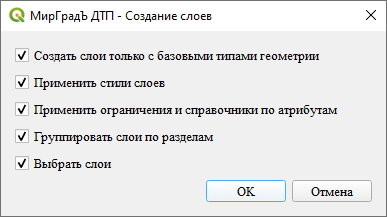 МирГрадЪ ДТП - Создание слоев
Создать слои только с базовыми типами геометрии
Применить стили слоев
Применить ограничения и справочники по атрибутам
Группировать слои по разделам
Выбрать слои
OK Отмена